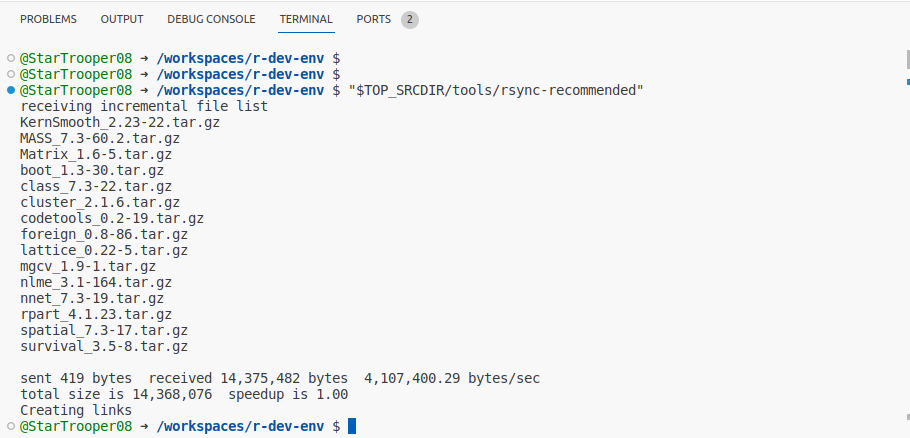 PROBLEMS OUTPUT DEBUG CONSOLE TERMINAL PORTS 2
@StarTrooper08 ➜ /workspaces/r-dev-env $
@StarTrooper08 ➜ /workspaces/r-dev-env $
@StarTrooper08 ➜ /workspaces/r-dev-env $ "$TOP_SRCDIR/tools/rsync-recommended"
receiving incremental file list
KernSmooth_2.23-22.tar.gz
MASS_7.3-60.2.tar.gz
Matrix_1.6-5.tar.gz
boot_1.3-30.tar.gz
class_7.3-22.tar.gz
cluster_2.1.6.tar.gz
codetools_0.2-19.tar.gz
foreign_0.8-86.tar.gz
lattice_0.22-5.tar.gz
mgcv_1.9-1.tar.gz
nlme_3.1-164.tar.gz
nnet_7.3-19.tar.gz
rpart_4.1.23.tar.gz
spatial_7.3-17.tar.gz
survival_3.5-8.tar.gz
sent 419 bytes  received 14,375,482 bytes  4,107,400.29 bytes/sec
total size is 14,368,076  speedup is 1.00
Creating links
@StarTrooper08 ➜ /workspaces/r-dev-env $